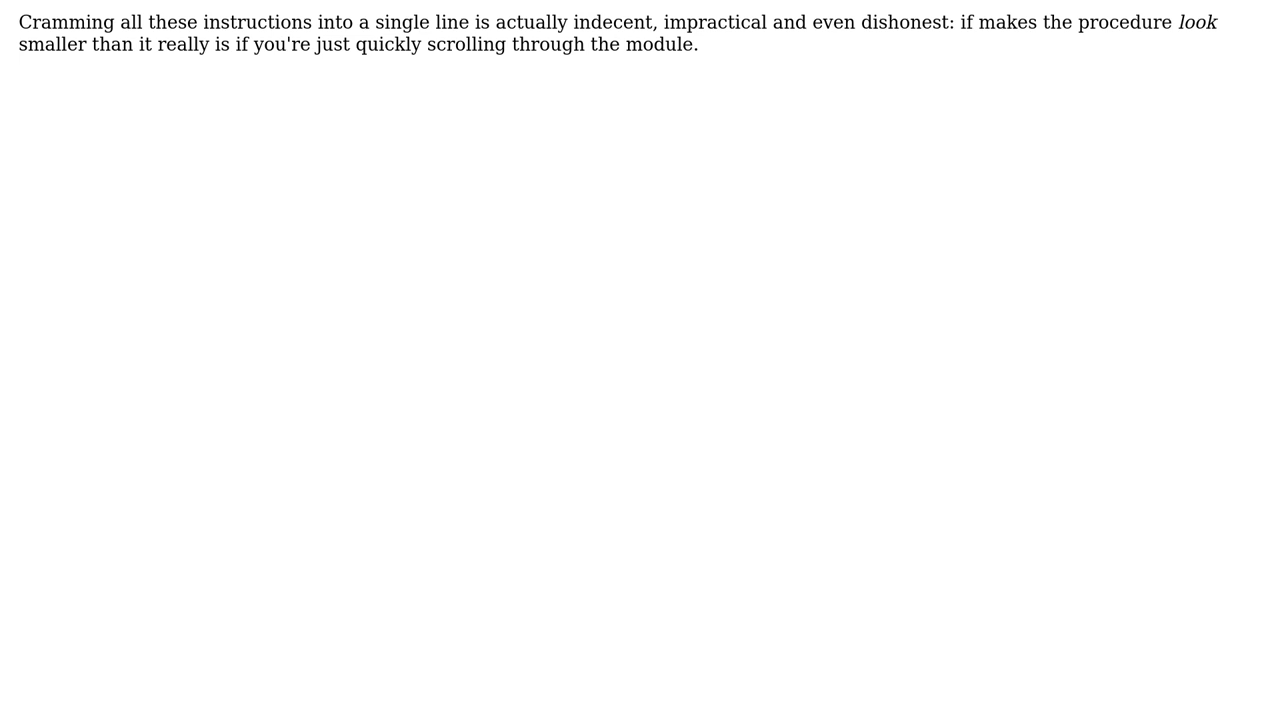 Cramming all these instructions into a single line is actually indecent, impractical and even dishonest: if makes the procedure look
smaller than it really is if you're just quickly scrolling through the module.